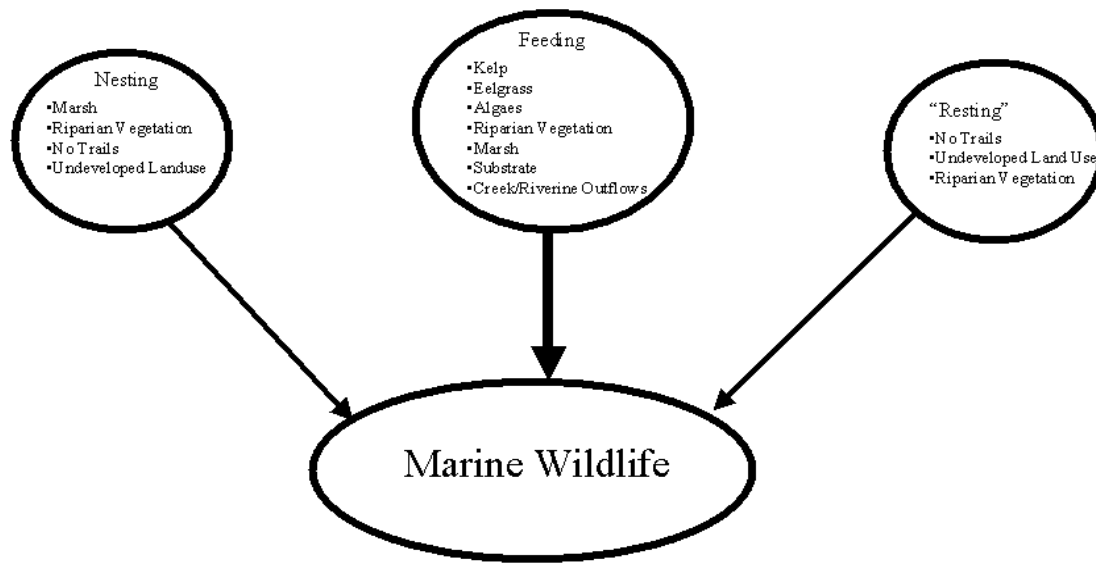 Nesting
▪Marsh
▪Riparian Vegetation
▪No Trails
▪Undeveloped Landuse
Feeding
▪Kelp
▪Eelgrass
▪Algaes
▪Riparian Vegetation
▪Marsh
▪Substrate
▪Creek/Riverine Outflows
“Resting”
▪No Trails
▪Undeveloped Land Use
▪Riparian Vegetation
Marine Wildlife